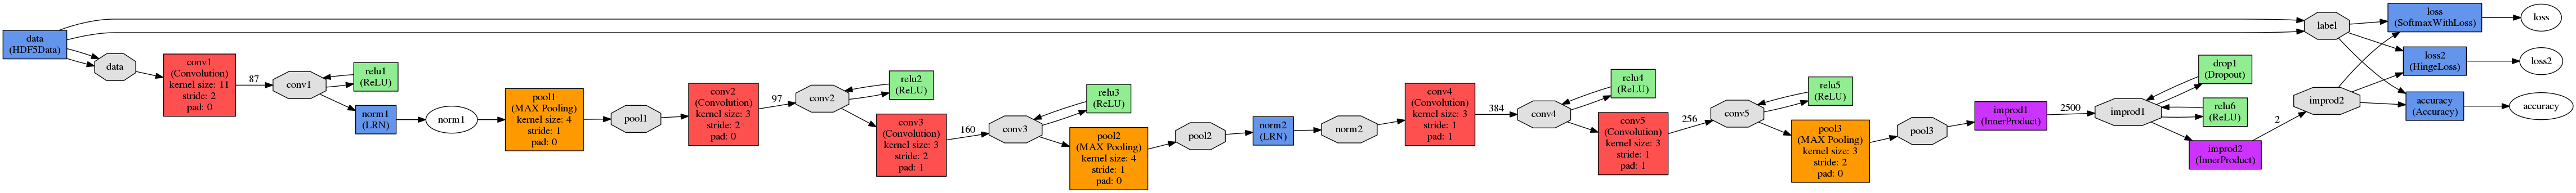 data
(HDF5Data)
data
conv1
(Convolution)
kernel size: 11
stride: 2
pad: 0
87
conv1
relu1
(ReLU)
norm1
(LRN)
norm1
pool1
(MAX Pooling)
kernel size: 4
stride: 1
pad: 0
pool1
conv2
(Convolution)
kernel size: 3
stride: 2
pad: 0
97
conv2
relu2
(ReLU)
conv3
(Convolution)
kernel size: 3
stride: 2
pad: 1
160
conv3
relu3
(ReLU)
pool2
(MAX Pooling)
kernel size: 4
stride: 1
pad: 0
pool2
norm2
(LRN)
norm2
conv4
(Convolution)
kernel size: 3
stride: 1
pad: 1
384
conv4
relu4
(ReLU)
conv5
(Convolution)
kernel size: 3
stride: 1
pad: 1
256
conv5
relu5
(ReLU)
pool3
(MAX Pooling)
kernel size: 3
stride: 2
pad: 0
pool3
improd1
(InnerProduct)
2500
improd1
drop1
(Dropout)
relu6
(ReLU)
improd2
(InnerProduct)
2
improd2
label
loss
(SoftmaxWithLoss)
loss
loss2
(HingeLoss)
loss2
accuracy
(Accuracy)
accuracy